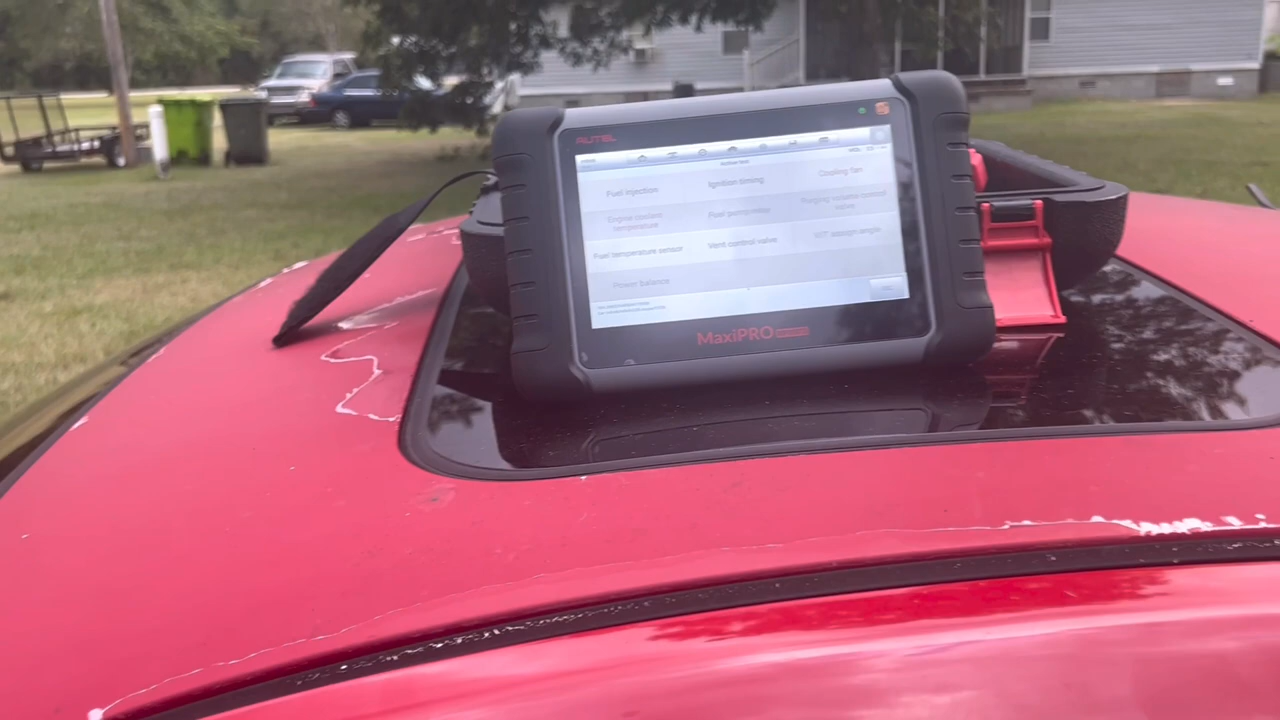 AUTEL
Active test
Fuel injection
Ignition timing
Cooling fan
Engine coolant temperature
Fuel pump relay
Purging volume control valve
Fuel temperature sensor
Vent control valve
V/T assign angle
Power balance
ESC
MaxiPRO